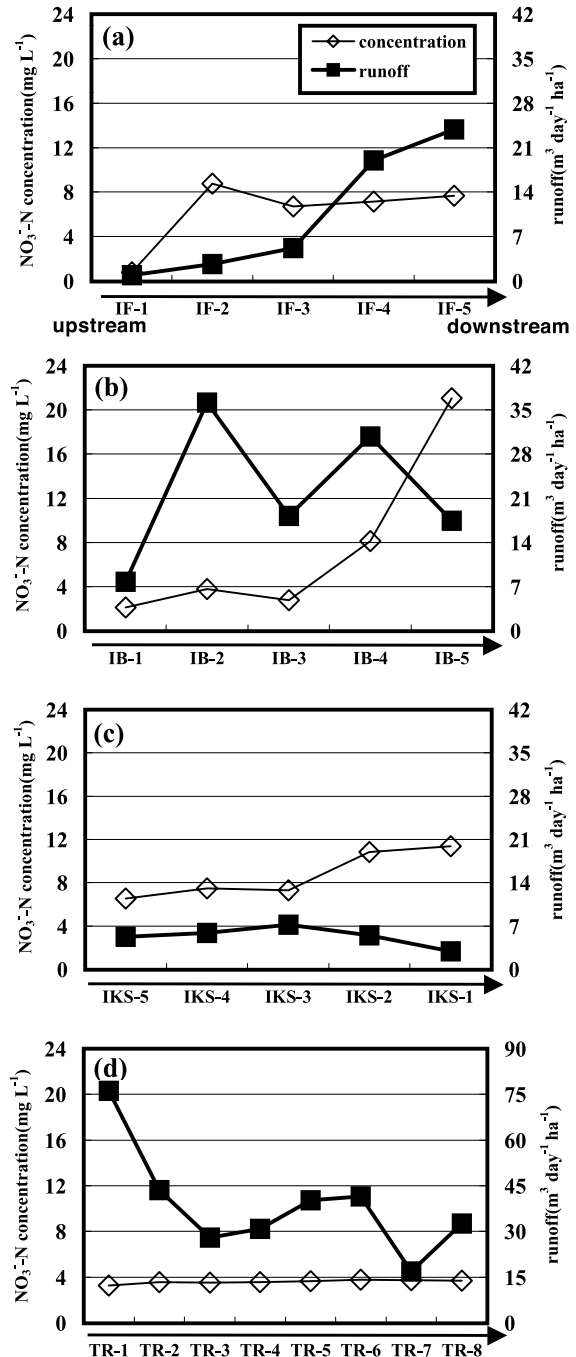 (a)
concentration
runoff
24
20
16
12
8
4
0
NO₃⁻-N concentration(mg L⁻¹)
42
35
28
21
14
7
0
runoff(m³ day⁻¹ ha⁻¹)
IF-1 IF-2 IF-3 IF-4 IF-5
upstream downstream
(b)
24
20
16
12
8
4
0
NO₃⁻-N concentration(mg L⁻¹)
42
35
28
21
14
7
0
runoff(m³ day⁻¹ ha⁻¹)
IB-1 IB-2 IB-3 IB-4 IB-5
(c)
24
20
16
12
8
4
0
NO₃⁻-N concentration(mg L⁻¹)
42
35
28
21
14
7
0
runoff(m³ day⁻¹ ha⁻¹)
IKS-5 IKS-4 IKS-3 IKS-2 IKS-1
(d)
24
20
16
12
8
4
0
NO₃⁻-N concentration(mg L⁻¹)
90
75
60
45
30
15
0
runoff(m³ day⁻¹ ha⁻¹)
TR-1 TR-2 TR-3 TR-4 TR-5 TR-6 TR-7 TR-8